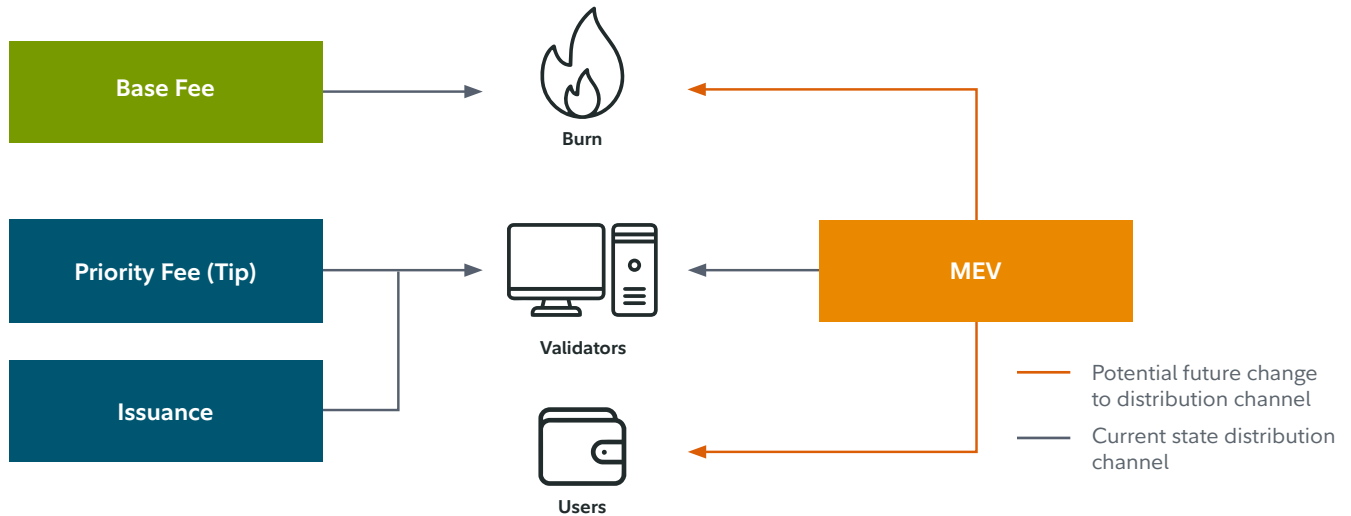 Base Fee
Burn
Priority Fee (Tip)
MEV
Validators
Issuance
Users
Potential future change
to distribution channel
Current state distribution
channel